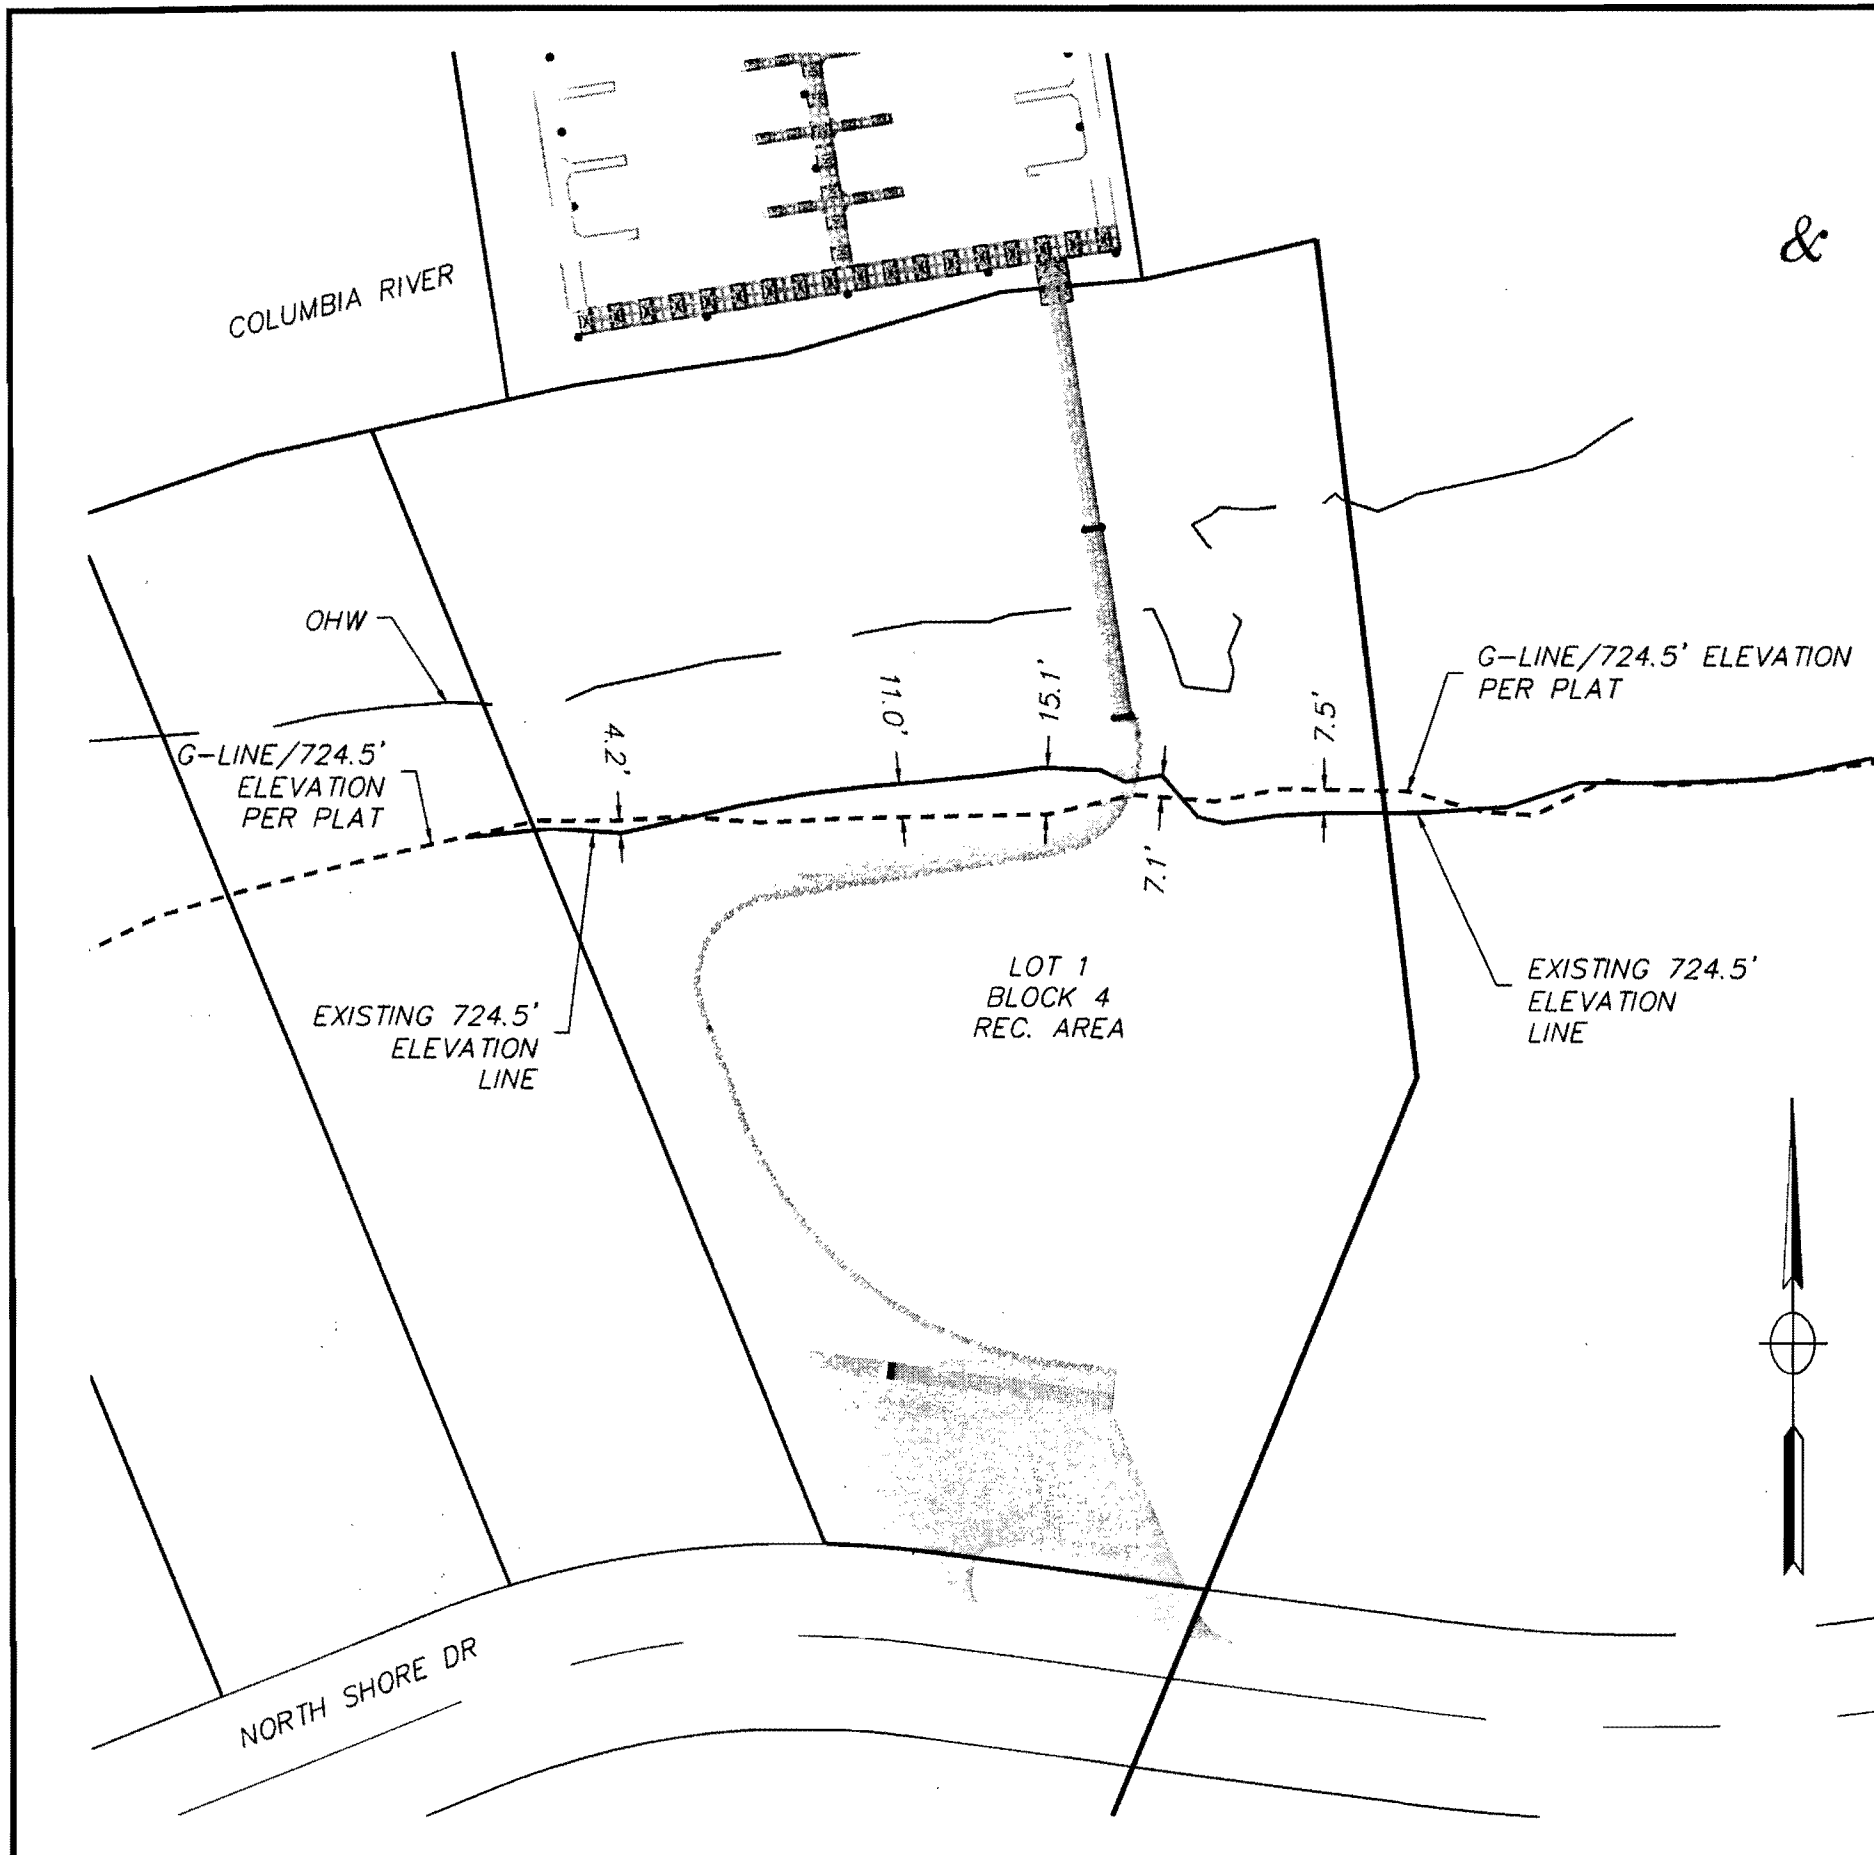 &
COLUMBIA RIVER
OHW
G-LINE/724.5'
ELEVATION
PER PLAT
4.2'
11.0'
15.1'
7.5'
G-LINE/724.5' ELEVATION
PER PLAT
7.1'
EXISTING 724.5'
ELEVATION
LINE
LOT 1
BLOCK 4
REC. AREA
EXISTING 724.5'
ELEVATION
LINE
NORTH SHORE DR